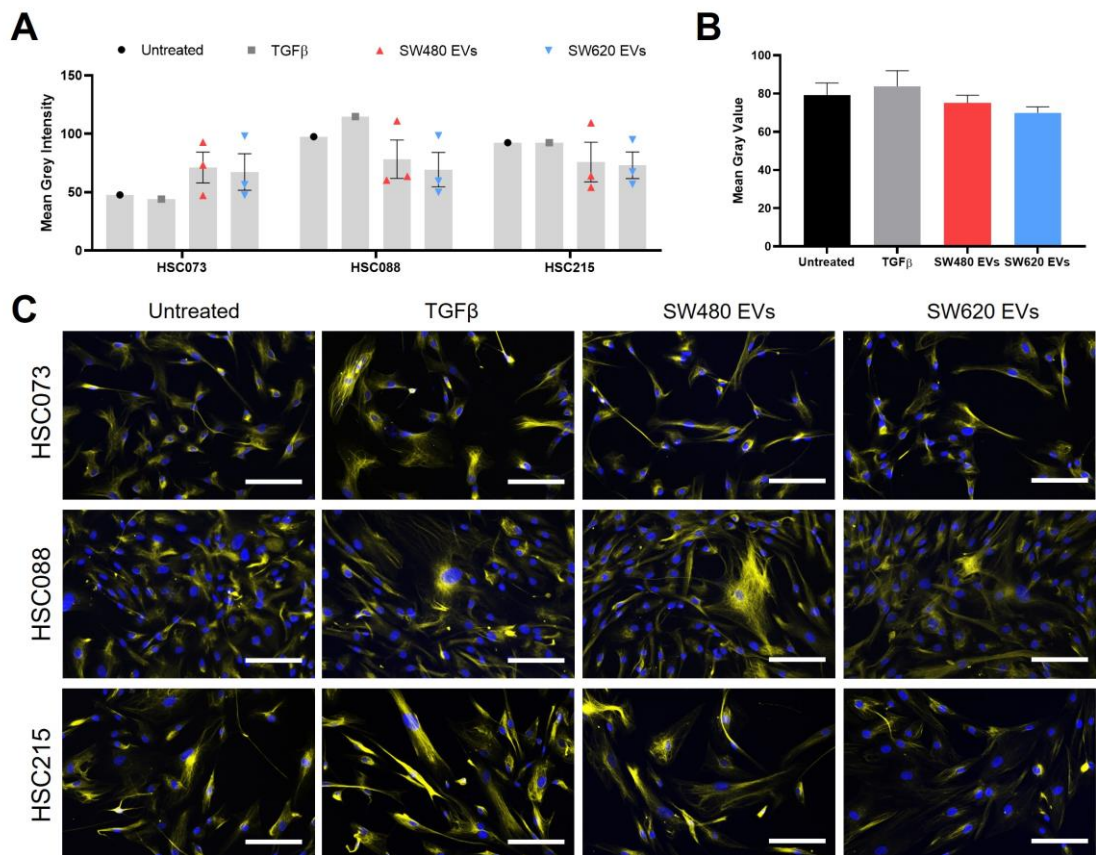 A
Untreated TGFβ SW480 EVs SW620 EVs
Mean Grey Intensity
150
100
50
0
HSC073 HSC088 HSC215
B
Mean Gray Value
100
80
60
40
20
0
Untreated TGFβ SW480 EVs SW620 EVs
C
Untreated TGFβ SW480 EVs SW620 EVs
HSC073
HSC088
HSC215